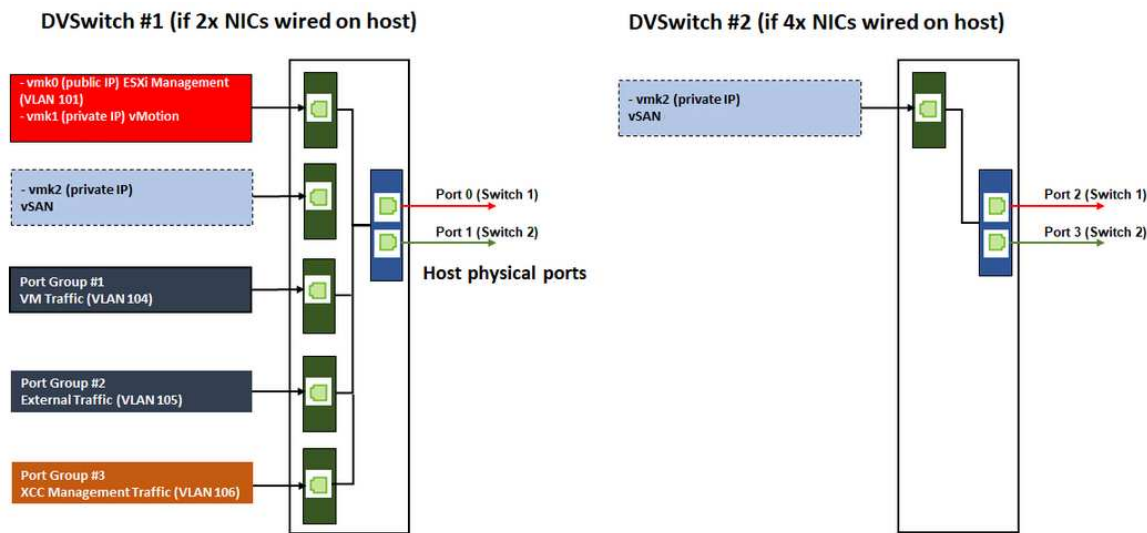 DVSwitch #1 (if 2x NICs wired on host)
- vmk0 (public IP) ESXi Management
(VLAN 101)
- vmk1 (private IP) vMotion
- vmk2 (private IP)
vSAN
Port Group #1
VM Traffic (VLAN 104)
Port Group #2
External Traffic (VLAN 105)
Port Group #3
XCC Management Traffic (VLAN 106)
Port 0 (Switch 1)
Port 1 (Switch 2)
Host physical ports
DVSwitch #2 (if 4x NICs wired on host)
- vmk2 (private IP)
vSAN
Port 2 (Switch 1)
Port 3 (Switch 2)